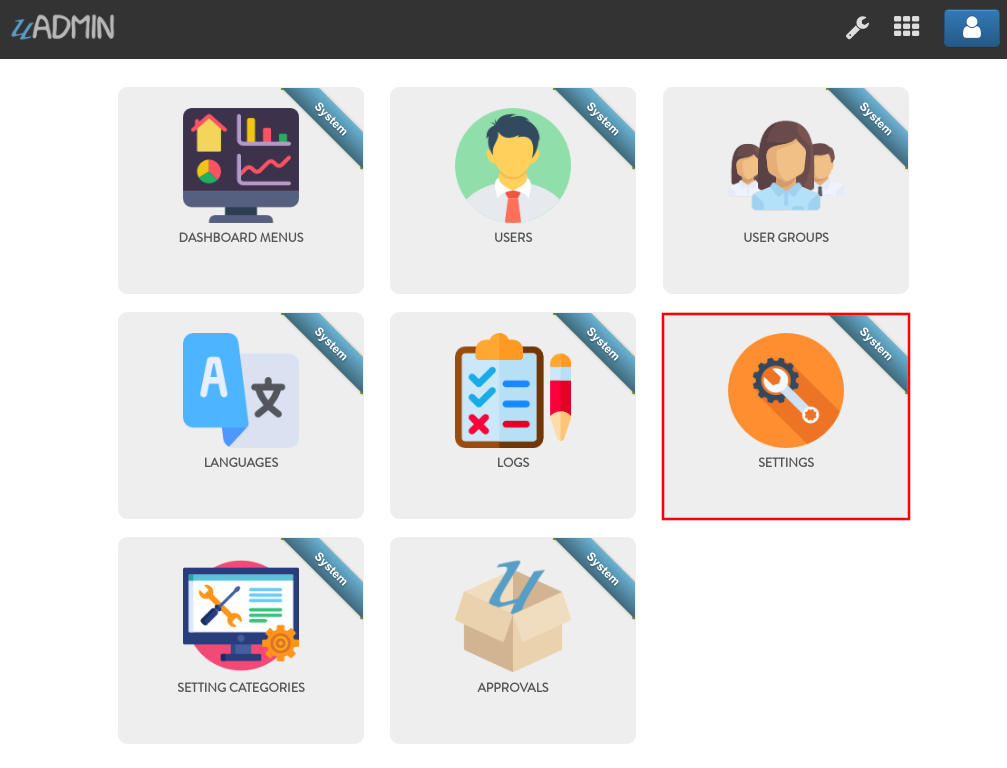 uADMIN
System
System
System
DASHBOARD MENUS
USERS
USER GROUPS
System
System
System
A 文
LANGUAGES
LOGS
SETTINGS
System
System
u
SETTING CATEGORIES
APPROVALS